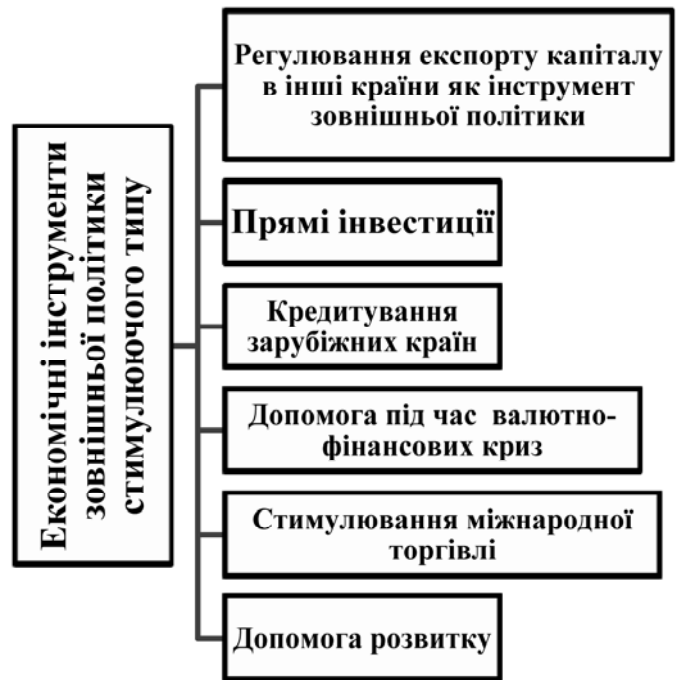 Економічні інструменти
зовнішньої політики
стимулюючого типу
Регулювання експорту капіталу
в інші країни як інструмент
зовнішньої політики
Прямі інвестиції
Кредитування
зарубіжних країн
Допомога під час валютно-
фінансових криз
Стимулювання міжнародної
торгівлі
Допомога розвитку